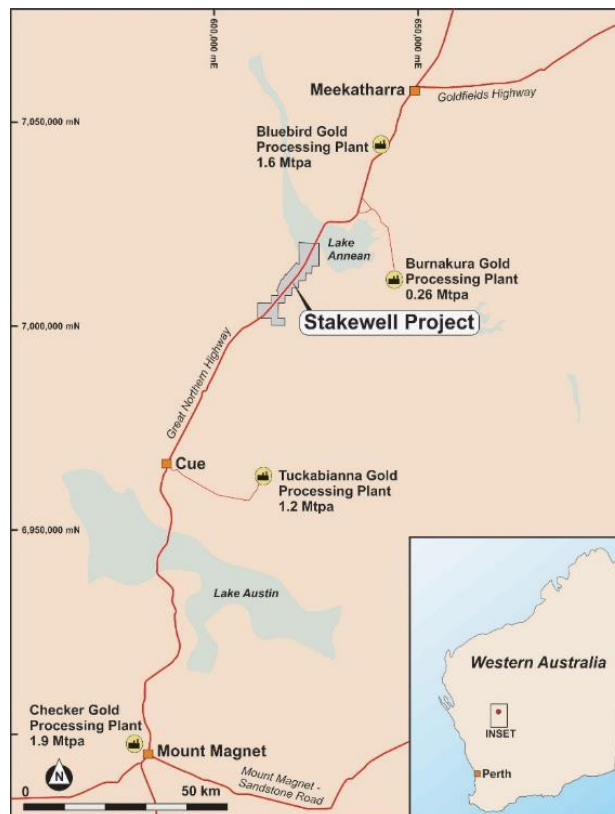 600,000 mE
650,000 mE
Meekatharra
Goldfields Highway
7,050,000 mN
Bluebird Gold
Processing Plant
1.6 Mtpa
Lake
Annean
Burnakura Gold
Processing Plant
0.26 Mtpa
Stakewell Project
7,000,000 mN
Great Northern Highway
Cue
Tuckabianna Gold
Processing Plant
1.2 Mtpa
6,950,000 mN
Lake Austin
Western Australia
INSET
Perth
Checker Gold
Processing Plant
1.9 Mtpa
Mount Magnet
Mount Magnet -
Sandstone Road
N
0
50 km